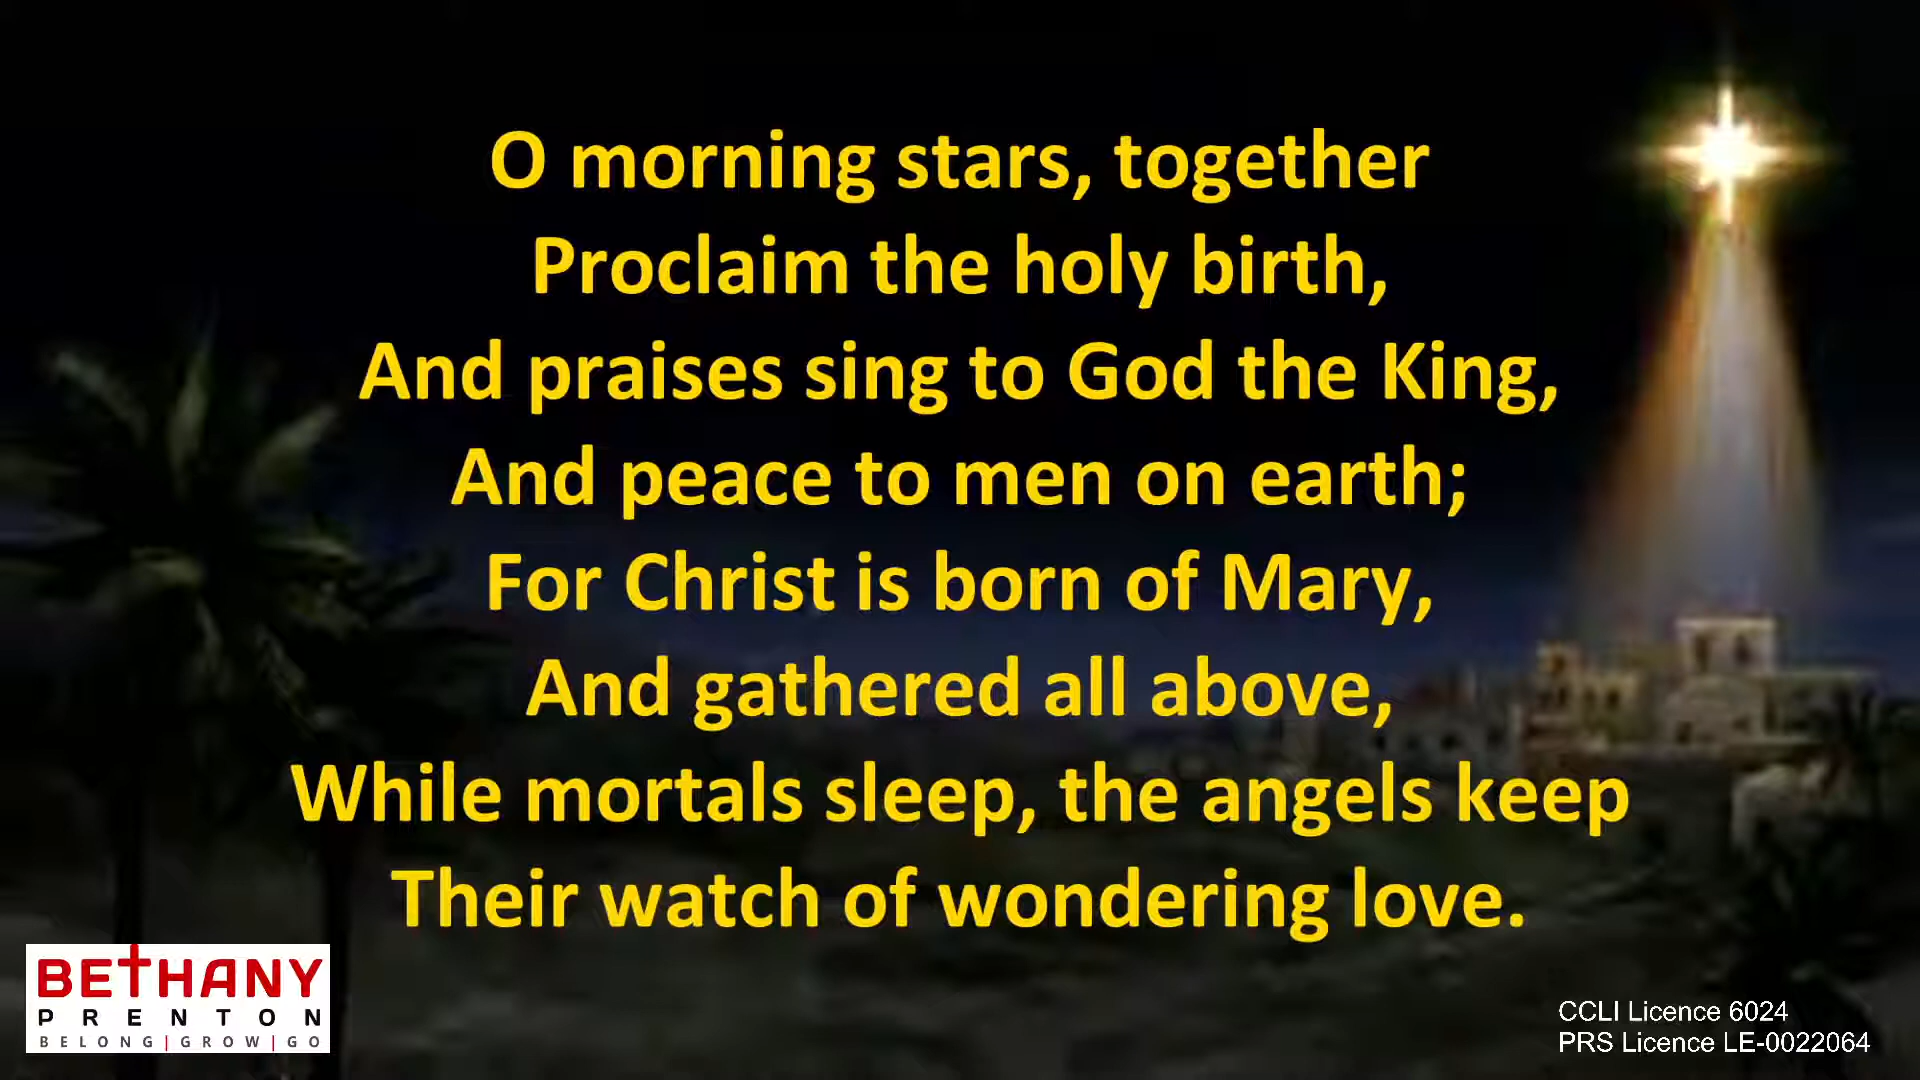 O morning stars, together
Proclaim the holy birth,
And praises sing to God the King,
And peace to men on earth;
For Christ is born of Mary,
And gathered all above,
While mortals sleep, the angels keep
Their watch of wondering love.
BETHANY
PRENTON
BELONG|GROW|GO
CCLI Licence 6024
PRS Licence LE-0022064